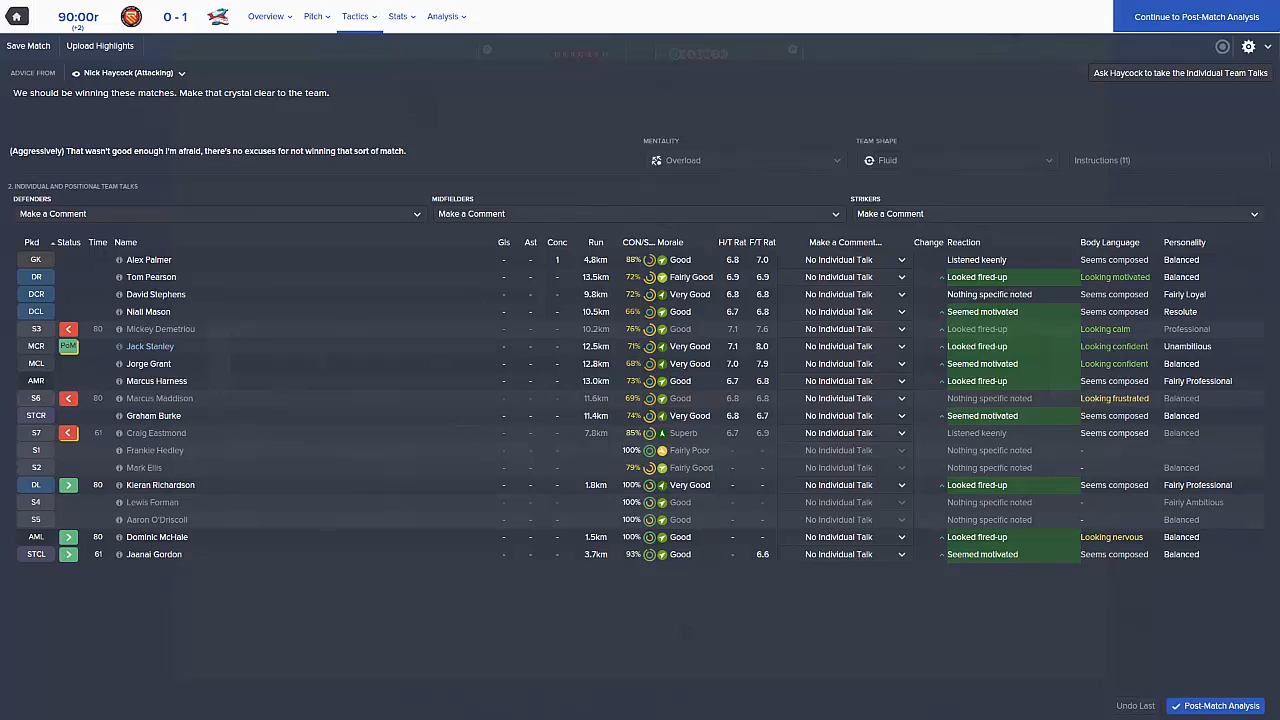 90:00r
(+2)
0 - 1
Overview Pitch Tactics Stats Analysis
Continue to Post-Match Analysis
Save Match Upload Highlights
ADVICE FROM Nick Haycock (Attacking)
Ask Haycock to take the Individual Team Talks
We should be winning these matches. Make that crystal clear to the team.
MENTALITY TEAM SHAPE
(Aggressively) That wasn't good enough I'm afraid, there's no excuses for not winning that sort of match.
Overload Fluid Instructions (11)
2. INDIVIDUAL AND POSITIONAL TEAM TALKS
DEFENDERS MIDFIELDERS STRIKERS
Make a Comment Make a Comment Make a Comment
Pkd Status Time Name Gls Ast Conc Run CON/S... Morale H/T Rat F/T Rat Make a Comment... Change Reaction Body Language Personality
GK Alex Palmer - - 1 4.8km 88% Good 6.8 7.0 No Individual Talk Listened keenly Seems composed Balanced
DR Tom Pearson - - - 13.5km 72% Fairly Good 6.9 6.9 No Individual Talk Looked fired-up Looking motivated Balanced
DCR David Stephens - - - 9.8km 72% Very Good 6.8 6.8 No Individual Talk Nothing specific noted Seems composed Fairly Loyal
DCL Niall Mason - - - 10.5km 66% Very Good 6.7 6.8 No Individual Talk Seemed motivated Seems composed Resolute
S3 80 Mickey Demetriou - - - 10.2km 76% Good 7.1 7.6 No Individual Talk Looked fired-up Looking calm Professional
MCR PoM Jack Stanley - - - 12.5km 71% Very Good 7.1 8.0 No Individual Talk Looked fired-up Looking confident Unambitious
MCL Jorge Grant - - - 12.8km 68% Very Good 7.0 7.9 No Individual Talk Seemed motivated Looking confident Balanced
AMR Marcus Harness - - - 13.0km 73% Good 6.7 6.8 No Individual Talk Looked fired-up Seems composed Fairly Professional
S6 80 Marcus Maddison - - - 11.6km 69% Good 6.8 6.8 No Individual Talk Nothing specific noted Looking frustrated Balanced
STCR Graham Burke - - - 11.4km 74% Very Good 6.8 6.7 No Individual Talk Seemed motivated Seems composed Balanced
S7 61 Craig Eastmond - - - 7.8km 85% Superb 6.7 6.9 No Individual Talk Listened keenly Seems composed Balanced
S1 Frankie Hedley - - - 100% Fairly Poor - - No Individual Talk Nothing specific noted -
S2 Mark Ellis - - - 79% Fairly Good - - No Individual Talk Nothing specific noted - Balanced
DL 80 Kieran Richardson - - - 1.8km 100% Very Good - - No Individual Talk Looked fired-up Seems composed Fairly Professional
S4 Lewis Forman - - - 100% Good - - No Individual Talk Nothing specific noted - Fairly Ambitious
S5 Aaron O'Driscoll - - - 100% Good - - No Individual Talk Nothing specific noted - Balanced
AML 80 Dominic McHale - - - 1.5km 100% Good - - No Individual Talk Looked fired-up Looking nervous Balanced
STCL 61 Jaanai Gordon - - - 3.7km 93% Good - 6.6 No Individual Talk Seemed motivated Seems composed Balanced
Undo Last Post-Match Analysis